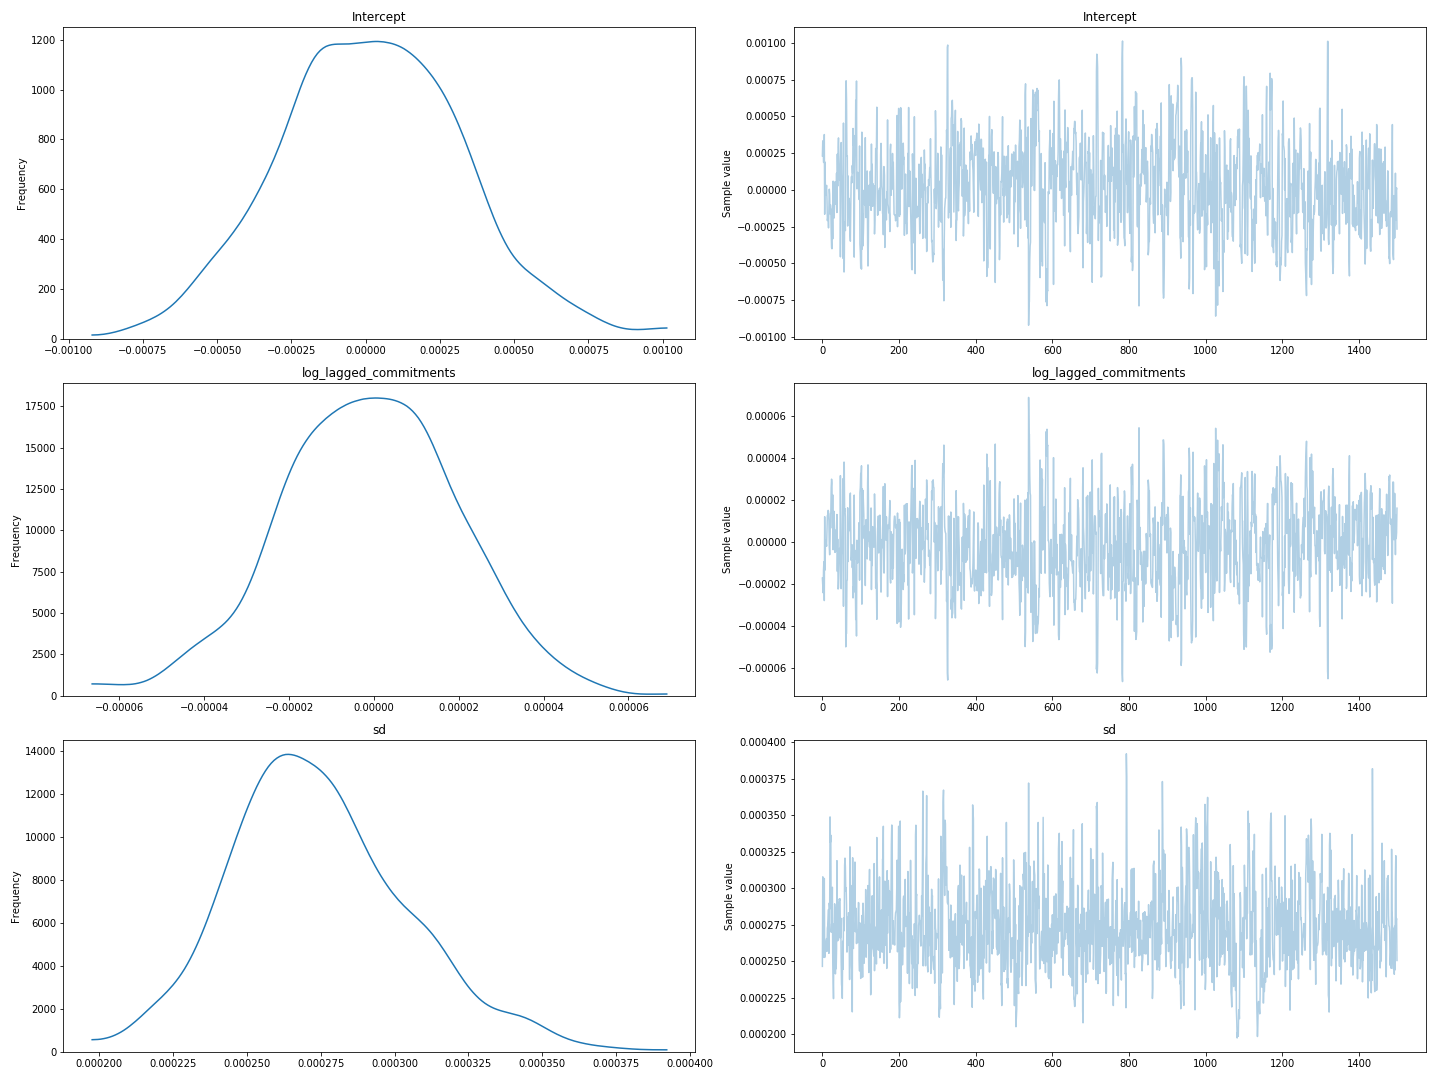 Intercept
Frequency
1200
1000
800
600
400
200
0
−0.00100 −0.00075 −0.00050 −0.00025 0.00000 0.00025 0.00050 0.00075 0.00100
Intercept
Sample value
0.00100
0.00075
0.00050
0.00025
0.00000
−0.00025
−0.00050
−0.00075
−0.00100
0 200 400 600 800 1000 1200 1400
log_lagged_commitments
Frequency
17500
15000
12500
10000
7500
5000
2500
0
−0.00006 −0.00004 −0.00002 0.00000 0.00002 0.00004 0.00006
log_lagged_commitments
Sample value
0.00006
0.00004
0.00002
0.00000
−0.00002
−0.00004
−0.00006
0 200 400 600 800 1000 1200 1400
sd
Frequency
14000
12000
10000
8000
6000
4000
2000
0
0.000200 0.000225 0.000250 0.000275 0.000300 0.000325 0.000350 0.000375 0.000400
sd
Sample value
0.000400
0.000375
0.000350
0.000325
0.000300
0.000275
0.000250
0.000225
0.000200
0 200 400 600 800 1000 1200 1400